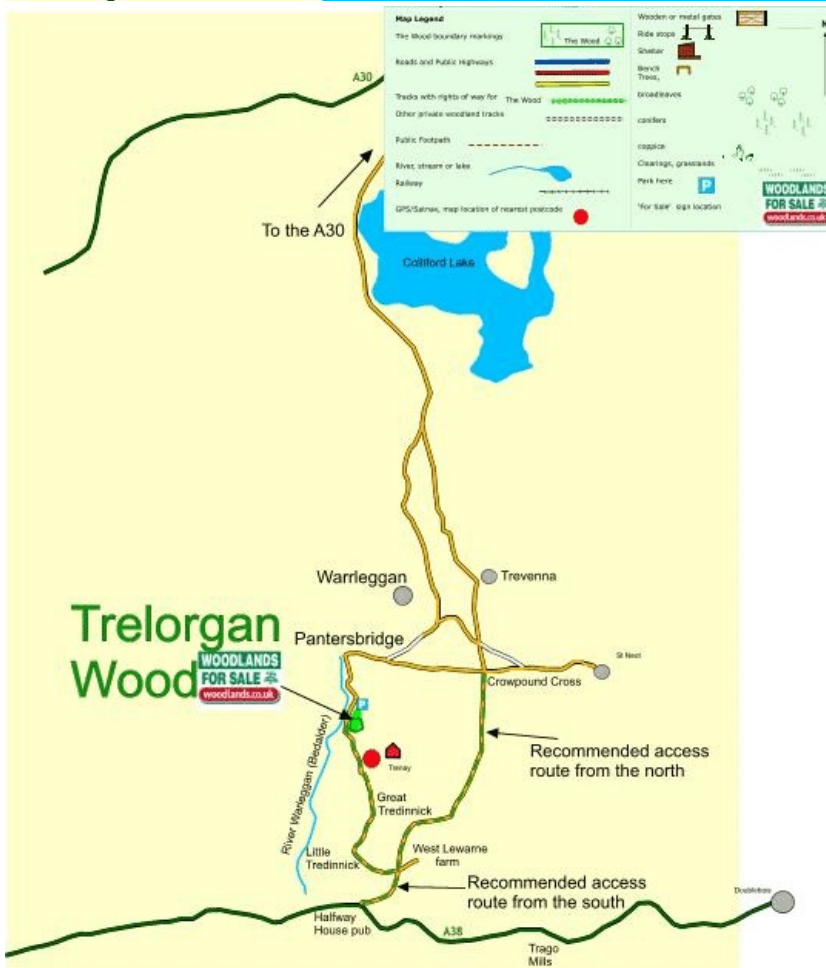 Map Legend
The Wood boundary markings
The Wood
Roads and Public Highways
Tracks with rights of way for The Wood
Other private woodland tracks
Public Footpath
River, stream or lake
Railway
GPS/Satnav, map location of nearest postcode
Wooden or metal gates
Ride stops
Shelter
Bench
Trees,
broadleaves
conifers
coppice
Clearings, grasslands
Park here
P
'For Sale' sign location
WOODLANDS
FOR SALE
woodlands.co.uk
A30
To the A30
Colliford Lake
Warrleggan
Trevenna
Trelorgan
Wood
WOODLANDS
FOR SALE
woodlands.co.uk
Pantersbridge
St Neot
Crowpound Cross
P
River Warleggan (Bedalder)
Trenay
Recommended access
route from the north
Great
Tredinnick
Little
Tredinnick
West Lewarne
farm
Recommended access
route from the south
Halfway
House pub
A38
Trago
Mills